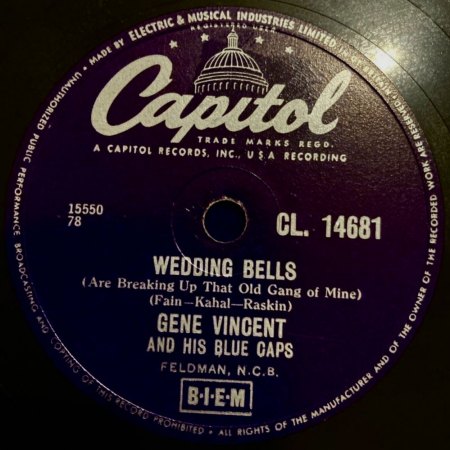 • MADE BY ELECTRIC & MUSICAL INDUSTRIES LIMITED
REGISTERED USER
Capitol
TRADE MARKS REGD.
A CAPITOL RECORDS, INC., U.S.A RECORDING
15550
78
CL. 14681
WEDDING BELLS
(Are Breaking Up That Old Gang of Mine)
(Fain—Kahal—Raskin)
GENE VINCENT
AND HIS BLUE CAPS
FELDMAN, N.C.B.
B·I·E·M
ALL RIGHTS OF THE MANUFACTURER AND OF THE OWNER OF THE RECORDED WORK ARE RESERVED
• UNAUTHORIZED PUBLIC PERFORMANCE BROADCASTING AND COPYING OF THIS RECORD PROHIBITED •